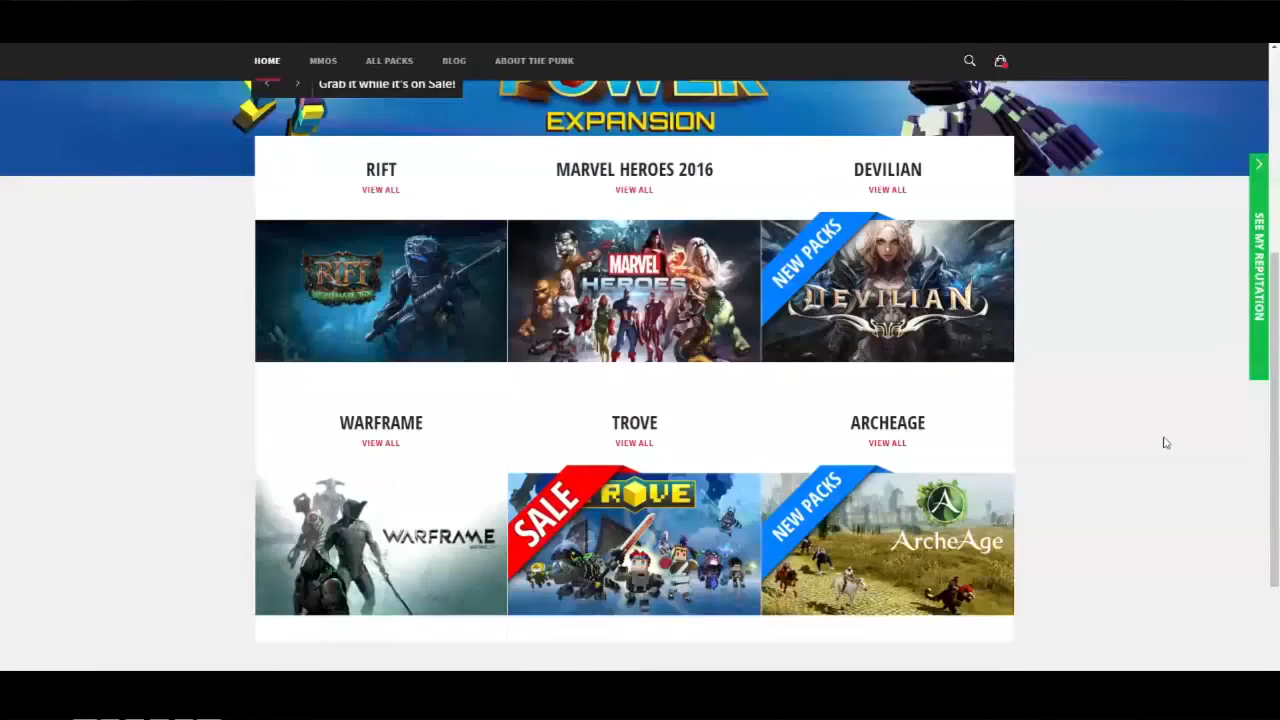 HOME MMOS ALL PACKS BLOG ABOUT THE PUNK
Grab it while it's on Sale!
POWER
EXPANSION
RIFT MARVEL HEROES 2016 DEVILIAN
VIEW ALL VIEW ALL VIEW ALL
RIFT
MARVEL
HEROES
NEW PACKS
DEVILIAN
SEE MY REPUTATION
WARFRAME TROVE ARCHEAGE
VIEW ALL VIEW ALL VIEW ALL
WARFRAME
SALE
TROVE
NEW PACKS
A
ArcheAge